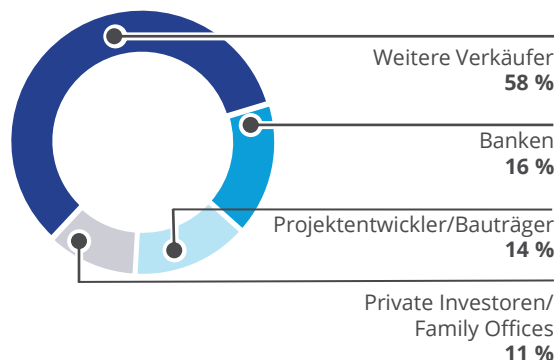 Weitere Verkäufer
58 %
Banken
16 %
Projektentwickler/Bauträger
14 %
Private Investoren/
Family Offices
11 %